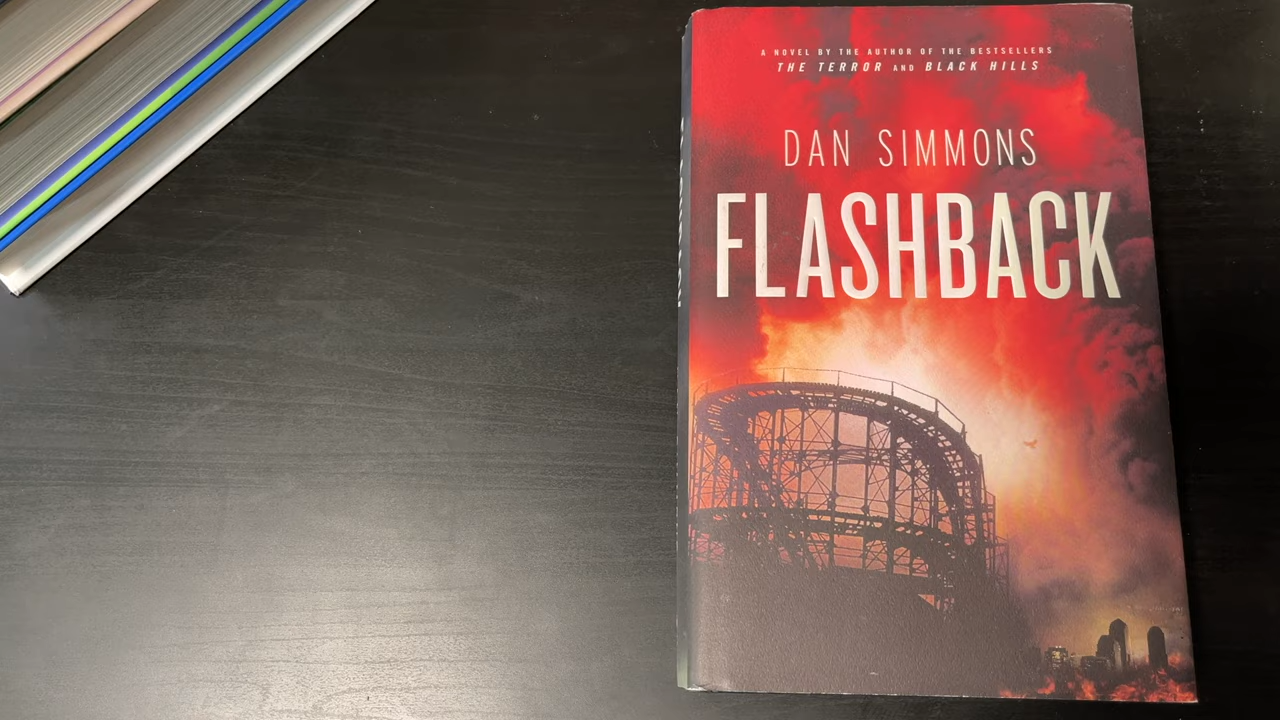 A NOVEL BY THE AUTHOR OF THE BESTSELLERS
THE TERROR AND BLACK HILLS
DAN SIMMONS
FLASHBACK